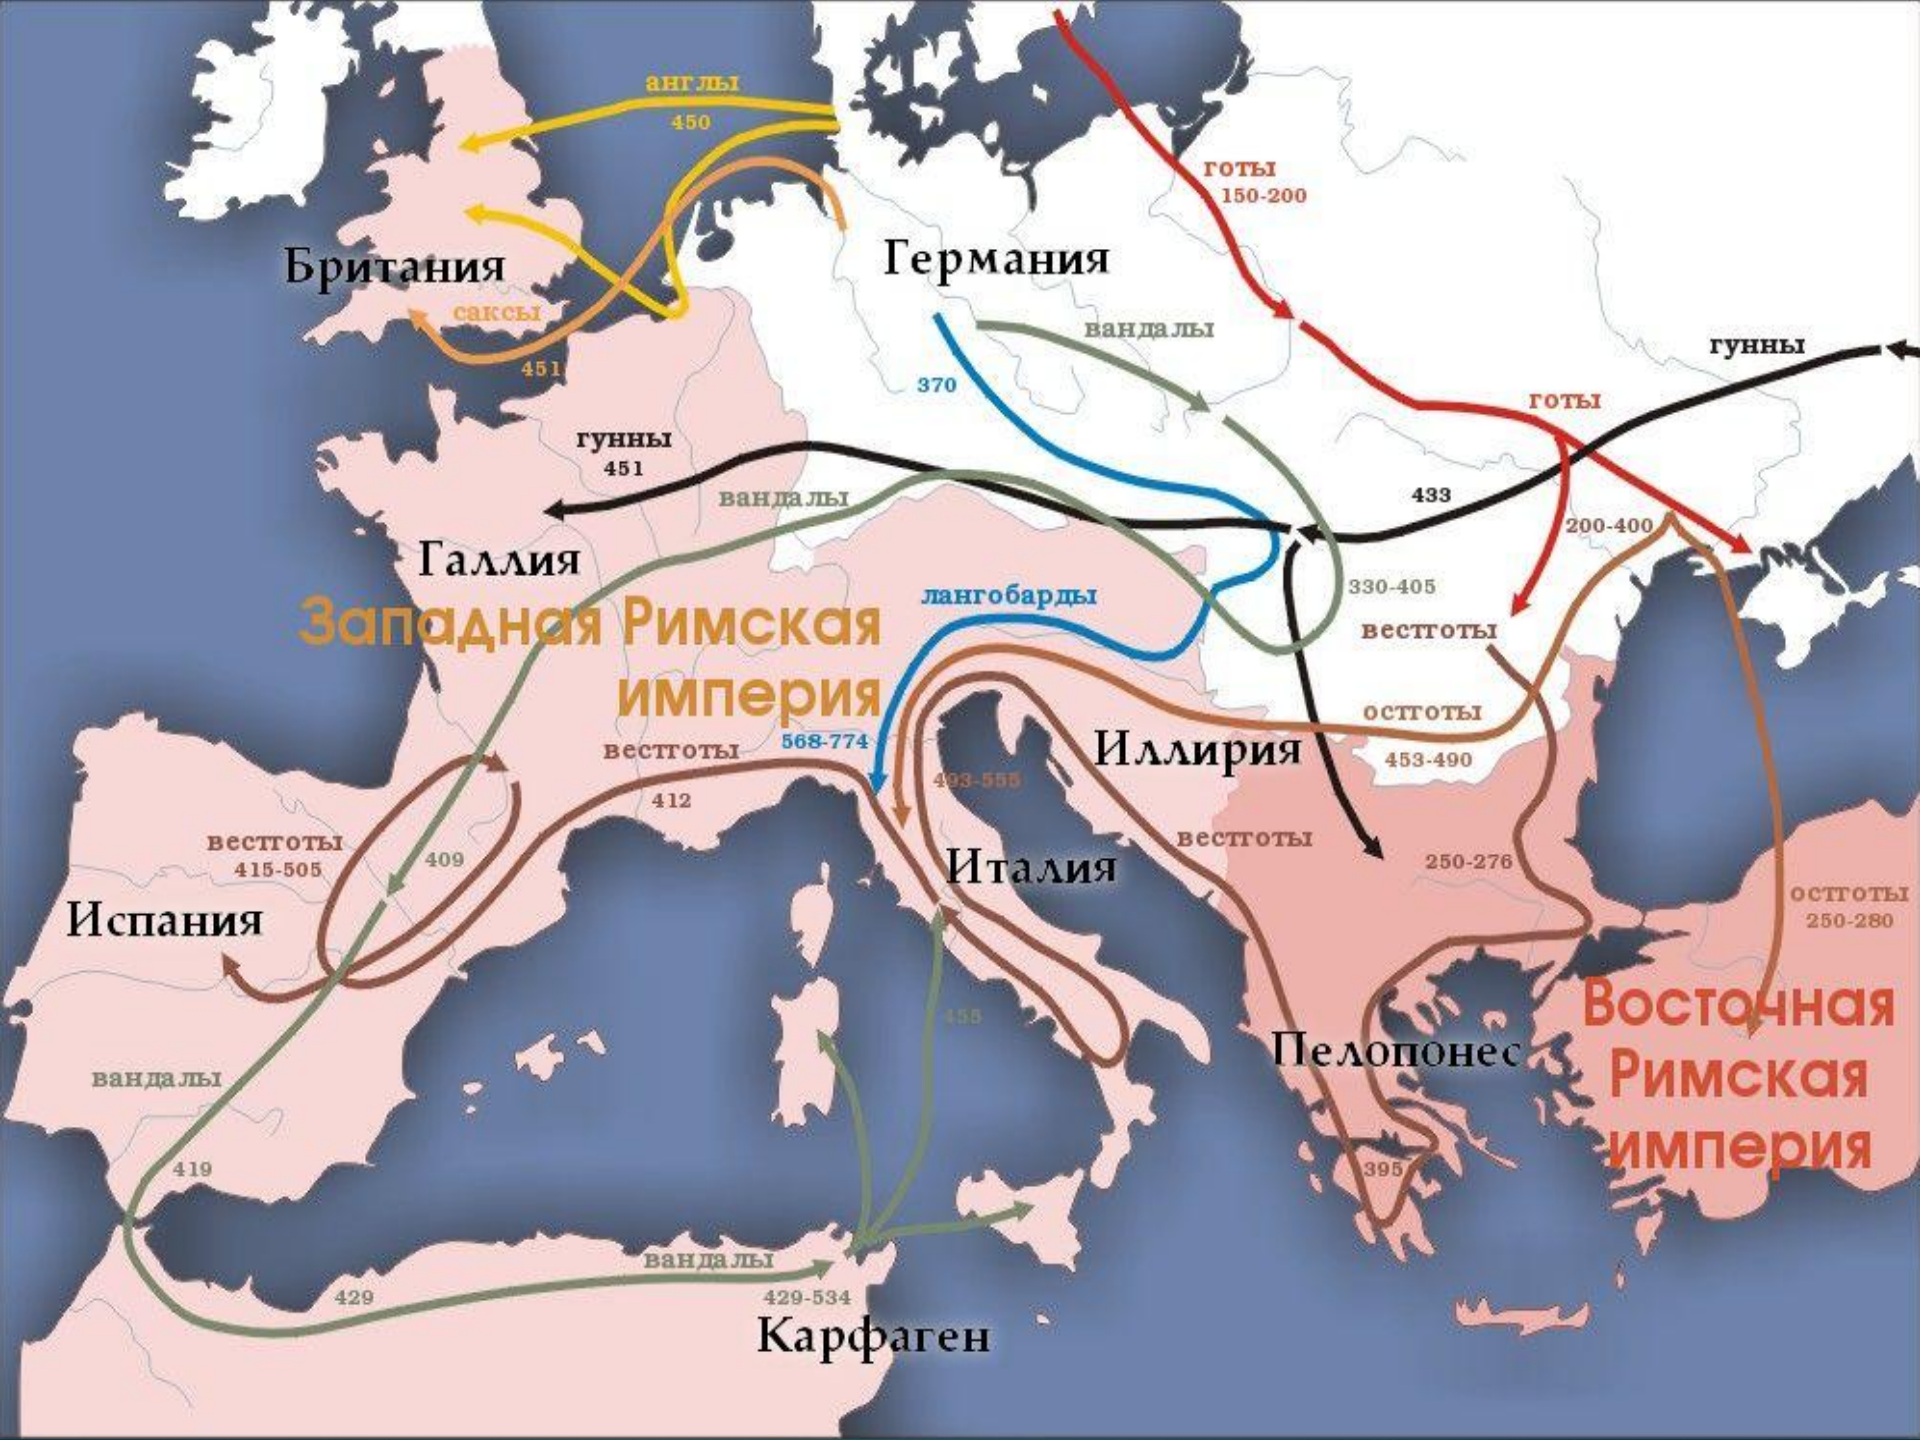 англы
450
готы
150-200
Британия
Германия
саксы
451
вандалы
гунны
370
готы
гунны
451
вандалы
433
200-400
Галлия
330-405
лангобарды
Западная Римская
империя
вестготы
остготы
453-490
568-774
Иллирия
вестготы
412
493-555
вестготы
415-505
409
Италия
вестготы
250-276
остготы
250-280
Испания
455
Восточная
Римская
империя
Пелопонес
вандалы
419
395
вандалы
429
429-534
Карфаген